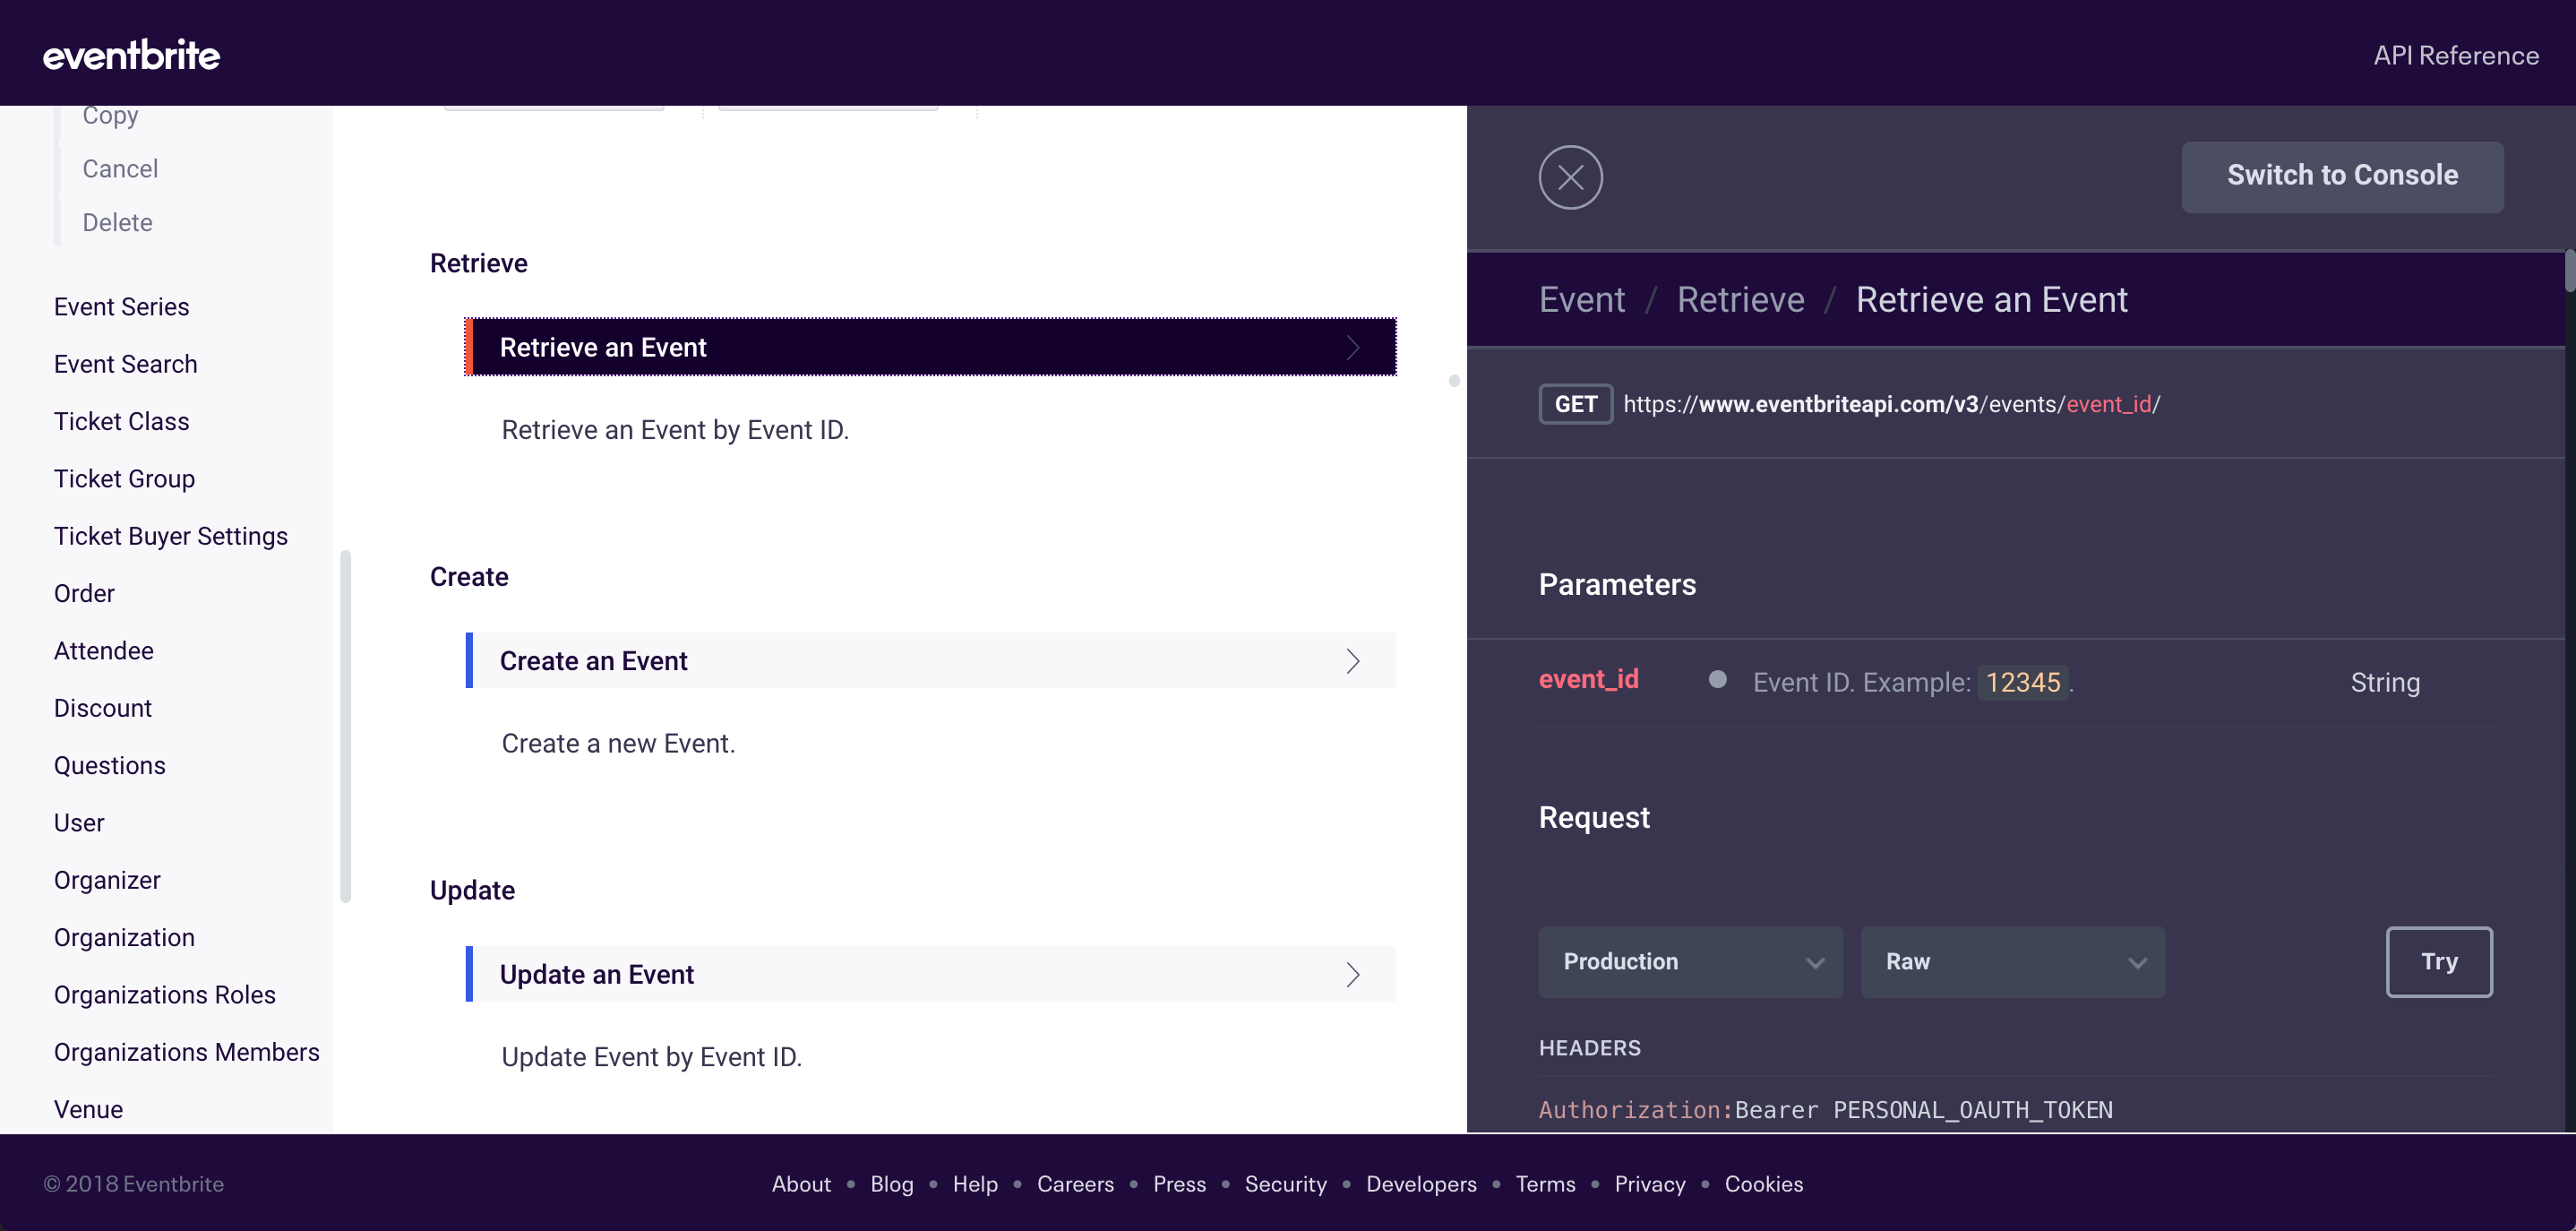 eventbrite
API Reference
Copy
Cancel
Delete
Event Series
Event Search
Ticket Class
Ticket Group
Ticket Buyer Settings
Order
Attendee
Discount
Questions
User
Organizer
Organization
Organizations Roles
Organizations Members
Venue
Retrieve
Retrieve an Event
Retrieve an Event by Event ID.
Create
Create an Event
Create a new Event.
Update
Update an Event
Update Event by Event ID.
Switch to Console
Event / Retrieve / Retrieve an Event
GET https://www.eventbriteapi.com/v3/events/event_id/
Parameters
event_id Event ID. Example: 12345. String
Request
Production Raw Try
HEADERS
Authorization:Bearer PERSONAL_OAUTH_TOKEN
© 2018 Eventbrite
About • Blog • Help • Careers • Press • Security • Developers • Terms • Privacy • Cookies